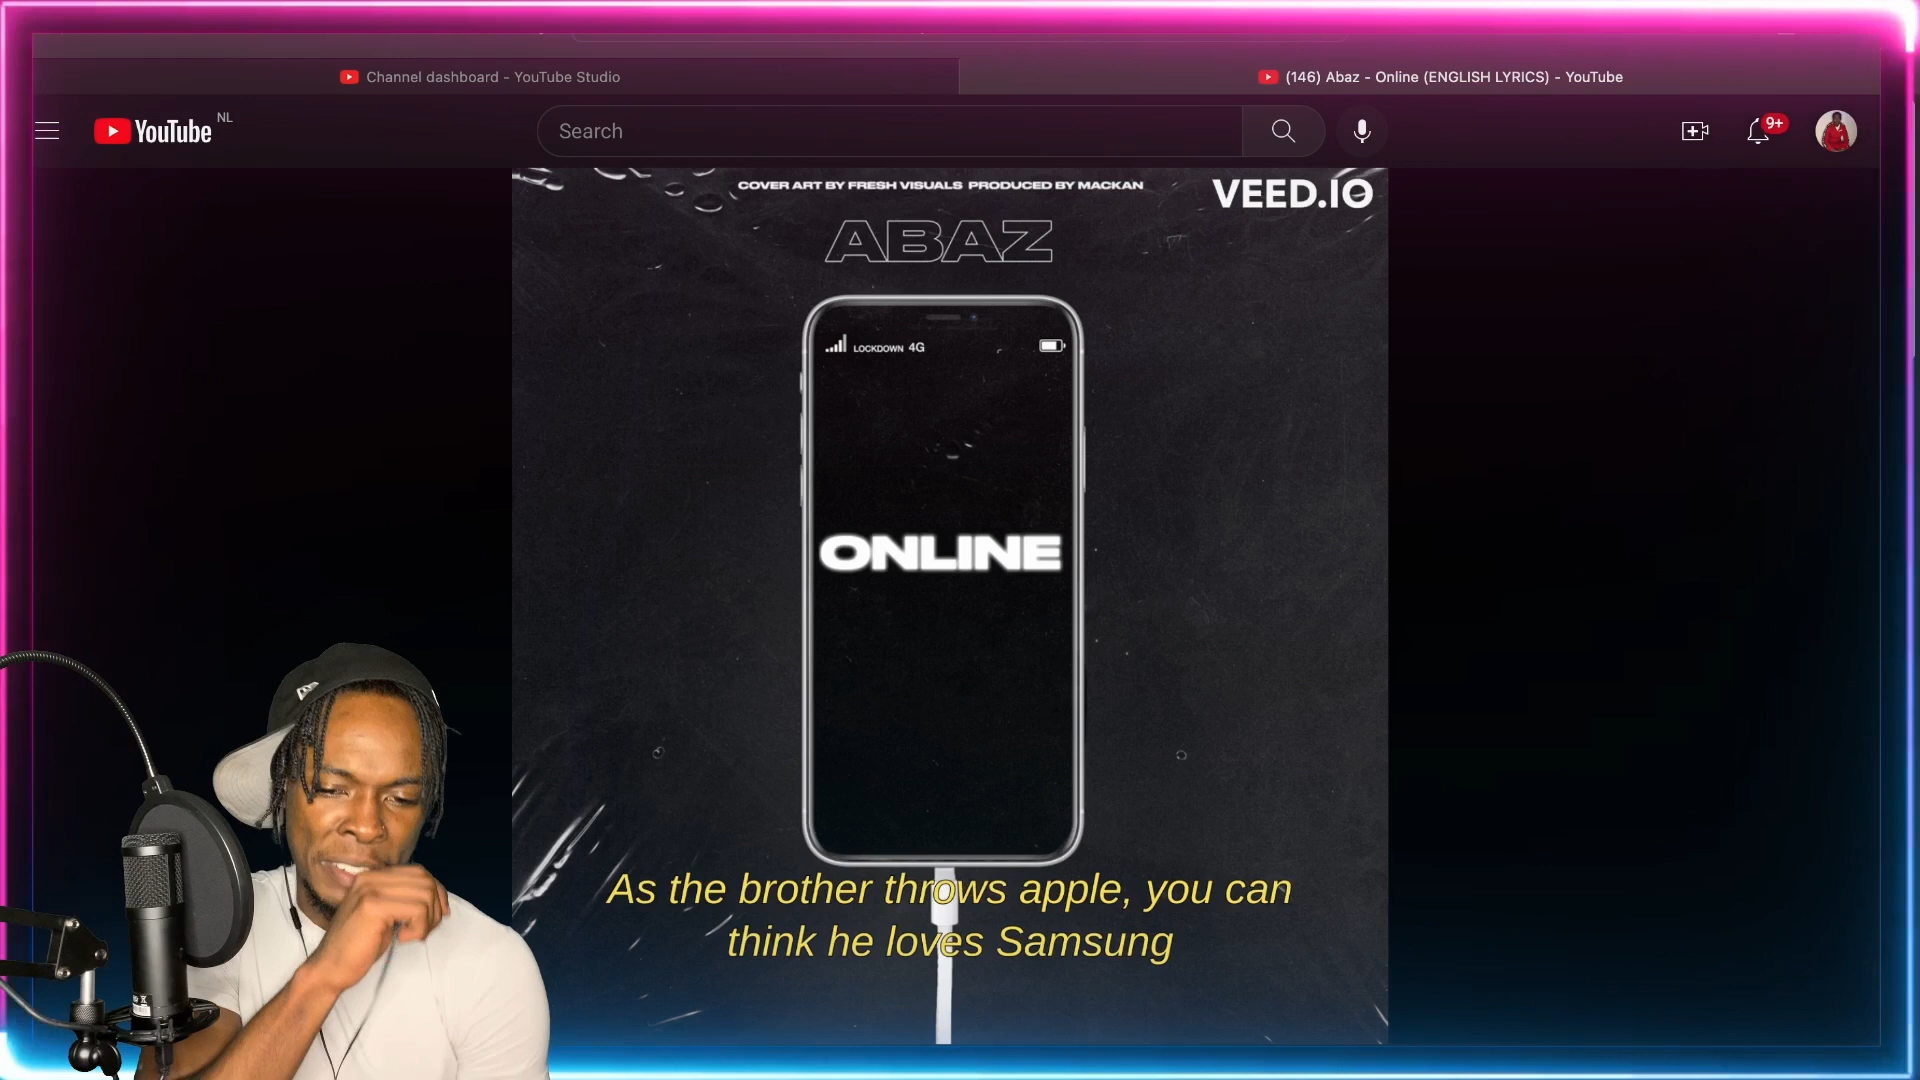 Channel dashboard - YouTube Studio
(146) Abaz - Online (ENGLISH LYRICS) - YouTube
YouTube NL
Search
9+
COVER ART BY FRESH VISUALS PRODUCED BY MACKAN
VEED.IO
ABAZ
LOCKDOWN 4G
ONLINE
As the brother throws apple, you can
think he loves Samsung